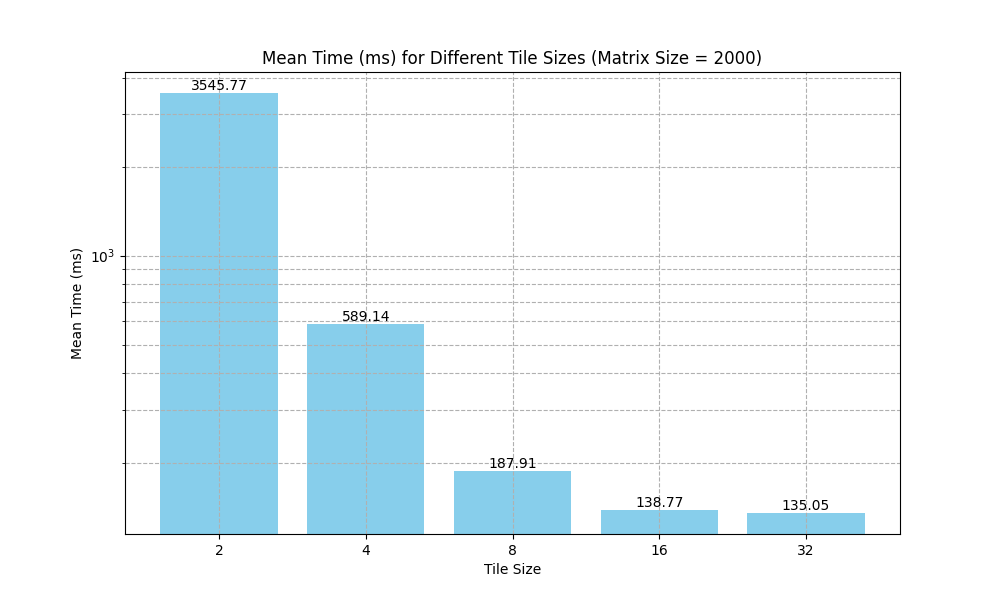 Mean Time (ms) for Different Tile Sizes (Matrix Size = 2000)
3545.77
589.14
187.91
138.77
135.05
10³
Mean Time (ms)
2 4 8 16 32
Tile Size